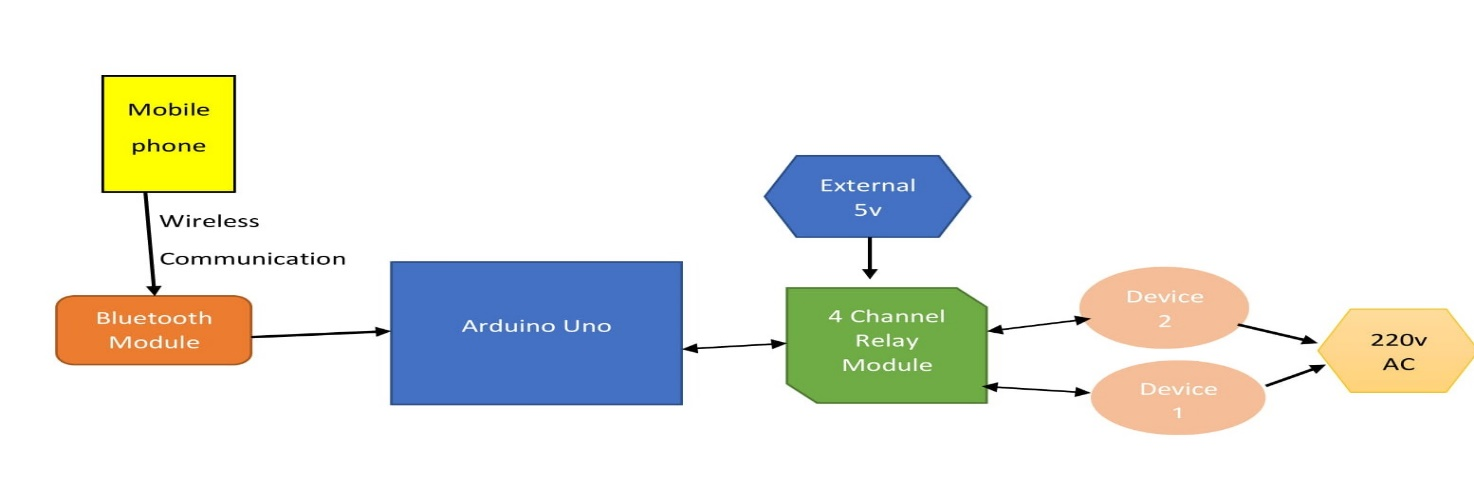 Mobile
phone
Wireless
Communication
Bluetooth
Module
Arduino Uno
External
5v
4 Channel
Relay
Module
Device
2
Device
1
220v
AC